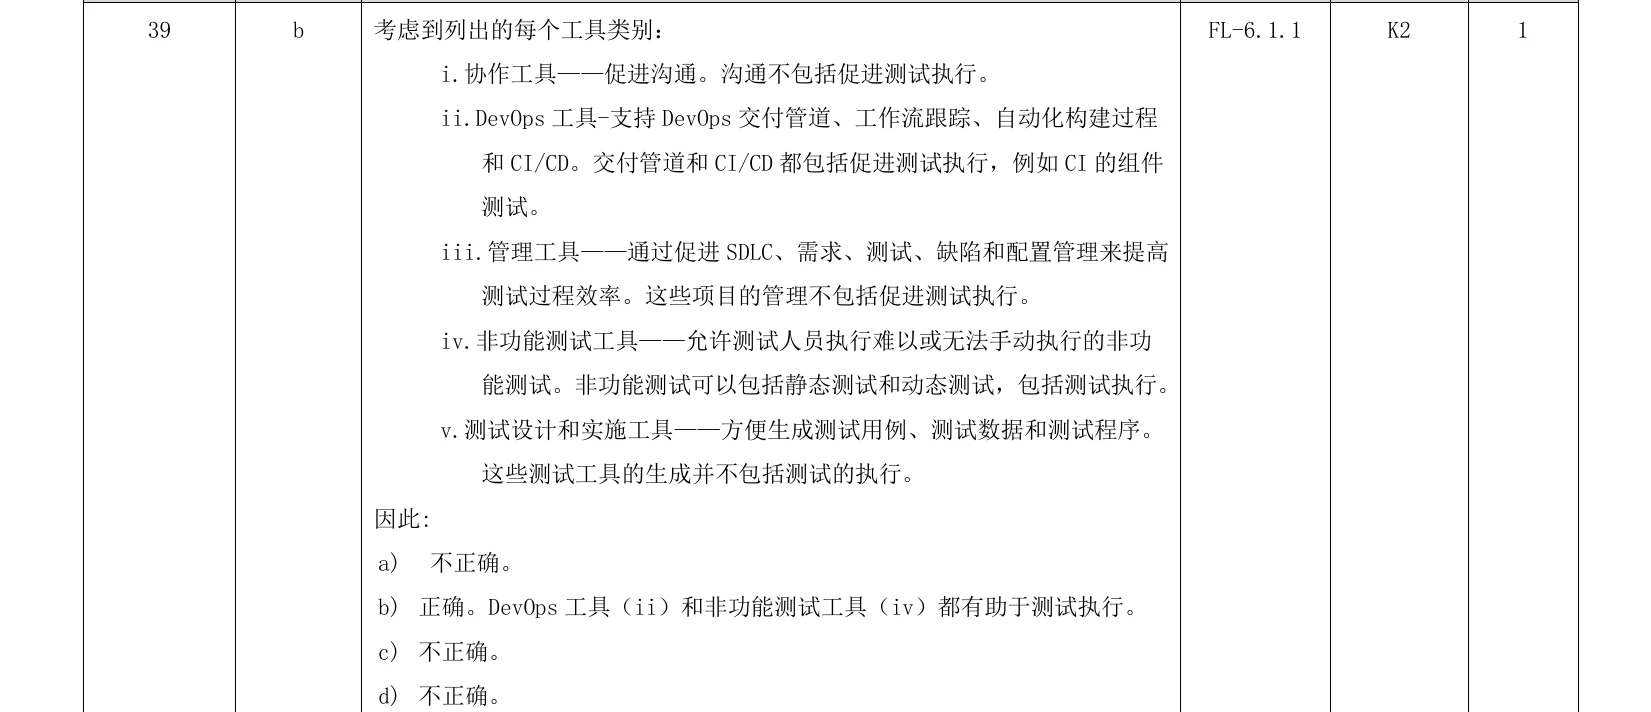 39 b 考虑到列出的每个工具类别: FL-6.1.1 K2 1
i.协作工具——促进沟通。沟通不包括促进测试执行。
ii.DevOps 工具-支持 DevOps 交付管道、工作流跟踪、自动化构建过程
和 CI/CD。交付管道和 CI/CD 都包括促进测试执行，例如 CI 的组件
测试。
iii.管理工具——通过促进 SDLC、需求、测试、缺陷和配置管理来提高
测试过程效率。这些项目的管理不包括促进测试执行。
iv.非功能测试工具——允许测试人员执行难以或无法手动执行的非功
能测试。非功能测试可以包括静态测试和动态测试，包括测试执行。
v.测试设计和实施工具——方便生成测试用例、测试数据和测试程序。
这些测试工具的生成并不包括测试的执行。
因此:
a) 不正确。
b) 正确。DevOps 工具（ii）和非功能测试工具（iv）都有助于测试执行。
c) 不正确。
d) 不正确。